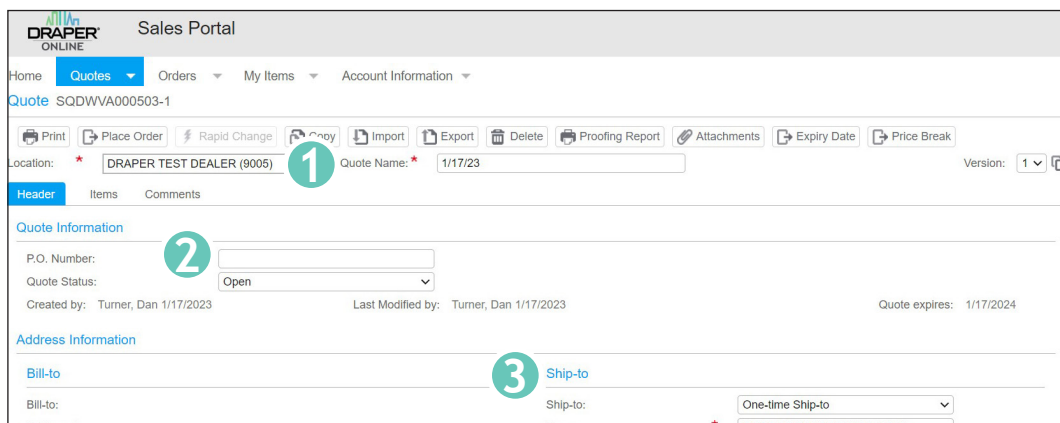 DRAPER
ONLINE
Sales Portal
Home Quotes Orders My Items Account Information
Quote SQDWVA000503-1
Print Place Order Rapid Change Copy Import Export Delete Proofing Report Attachments Expiry Date Price Break
Location: * DRAPER TEST DEALER (9005) 1 Quote Name: * 1/17/23 Version: 1
Header Items Comments
Quote Information
P.O. Number: 2
Quote Status: Open
Created by: Turner, Dan 1/17/2023 Last Modified by: Turner, Dan 1/17/2023 Quote expires: 1/17/2024
Address Information
Bill-to 3 Ship-to
Bill-to: Ship-to: One-time Ship-to
*